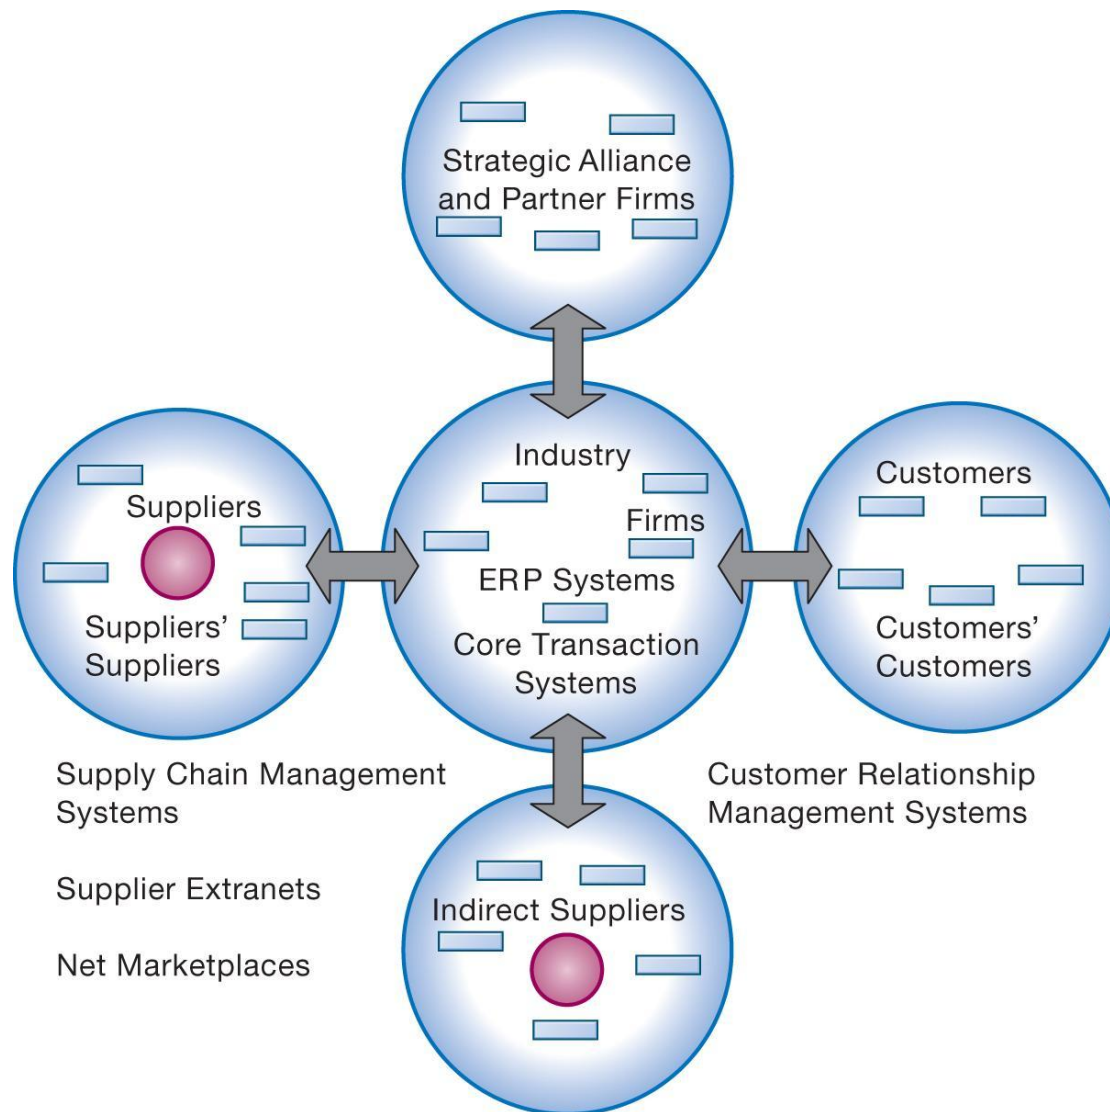 Strategic Alliance
and Partner Firms
Industry
Firms
ERP Systems
Core Transaction
Systems
Suppliers
Suppliers’
Suppliers
Customers
Customers’
Customers
Supply Chain Management
Systems
Supplier Extranets
Net Marketplaces
Customer Relationship
Management Systems
Indirect Suppliers